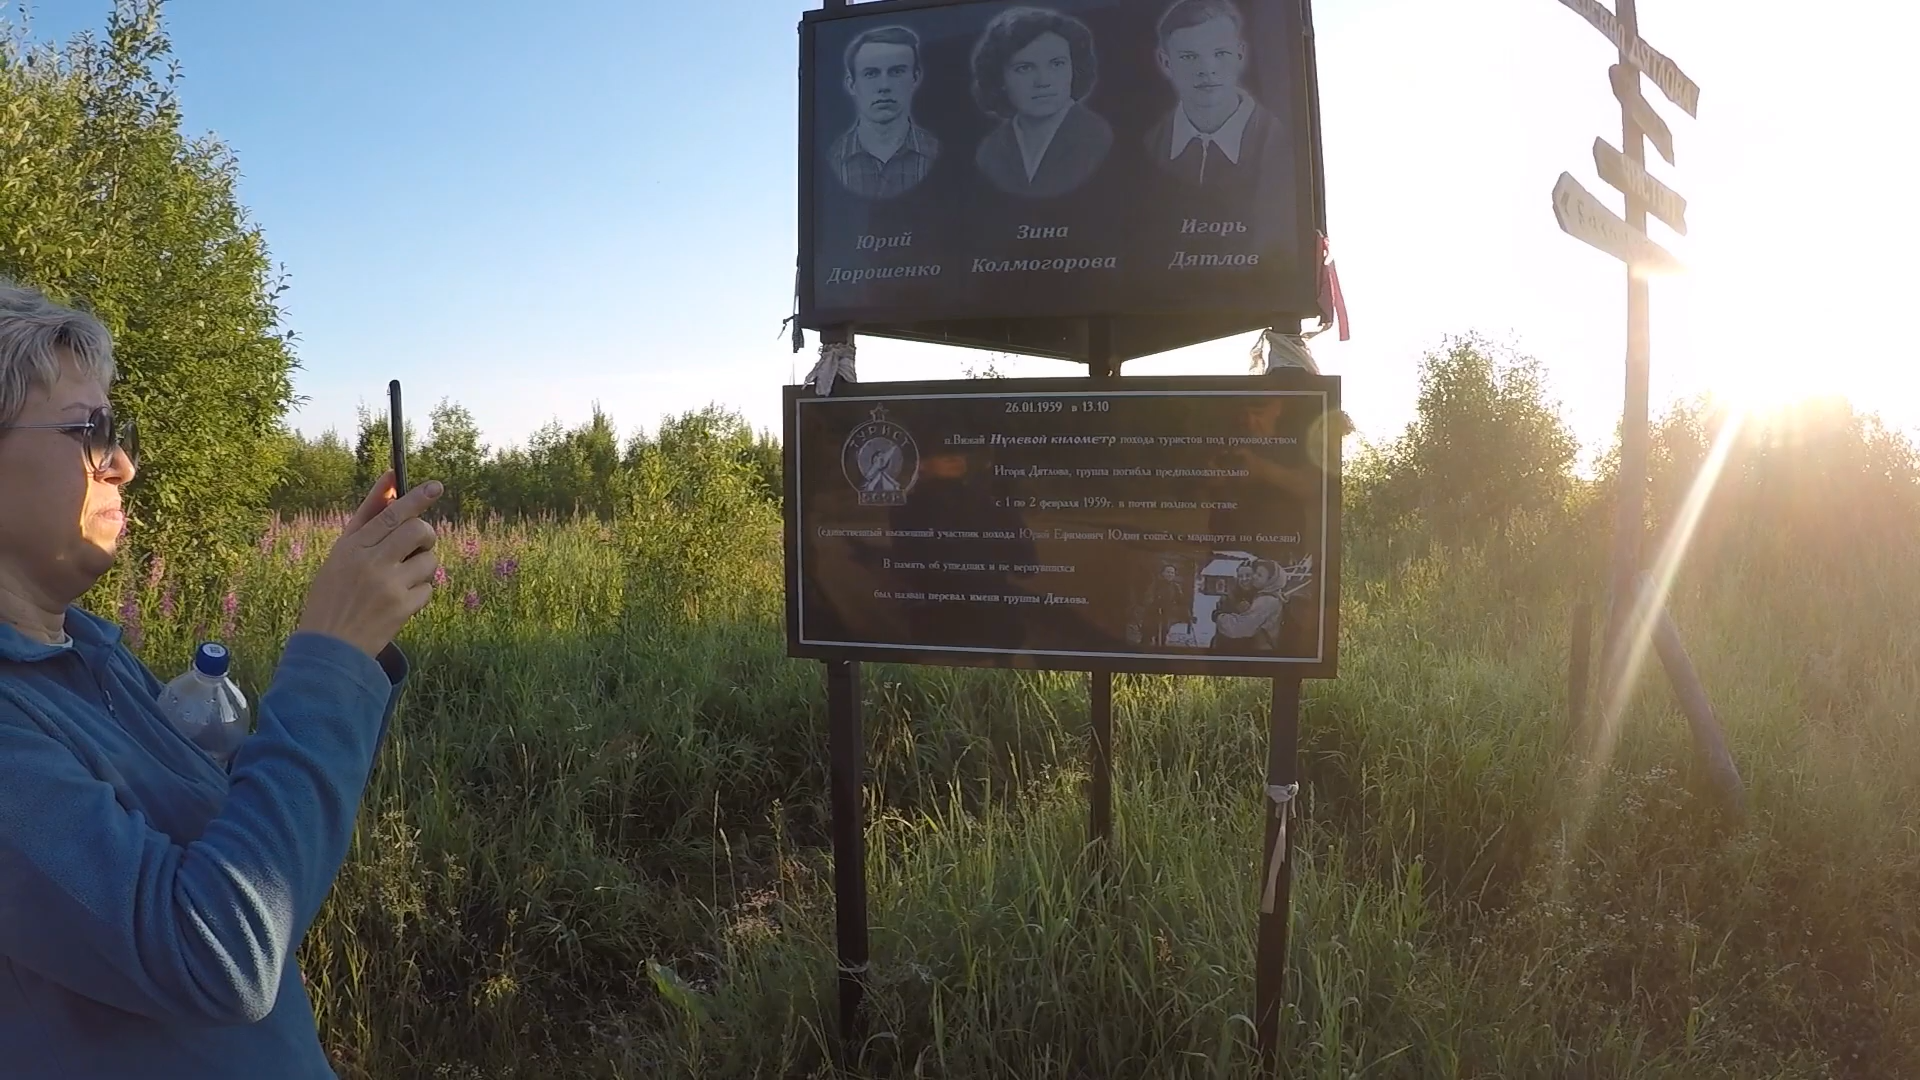 Юрий
Дорошенко
Зина
Колмогорова
Игорь
Дятлов
26.01.1959 в 13.10
ТУРИСТ
СССР
п.Вижай Нулевой километр похода туристов под руководством
Игоря Дятлова, группа погибла предположительно
с 1 по 2 февраля 1959г. в почти полном составе
(единственный выживший участник похода Юрий Ефимович Юдин сошёл с маршрута по болезни)
В память об ушедших и не вернувшихся
был назван перевал имени группы Дятлова.
ДЯТЛОВА